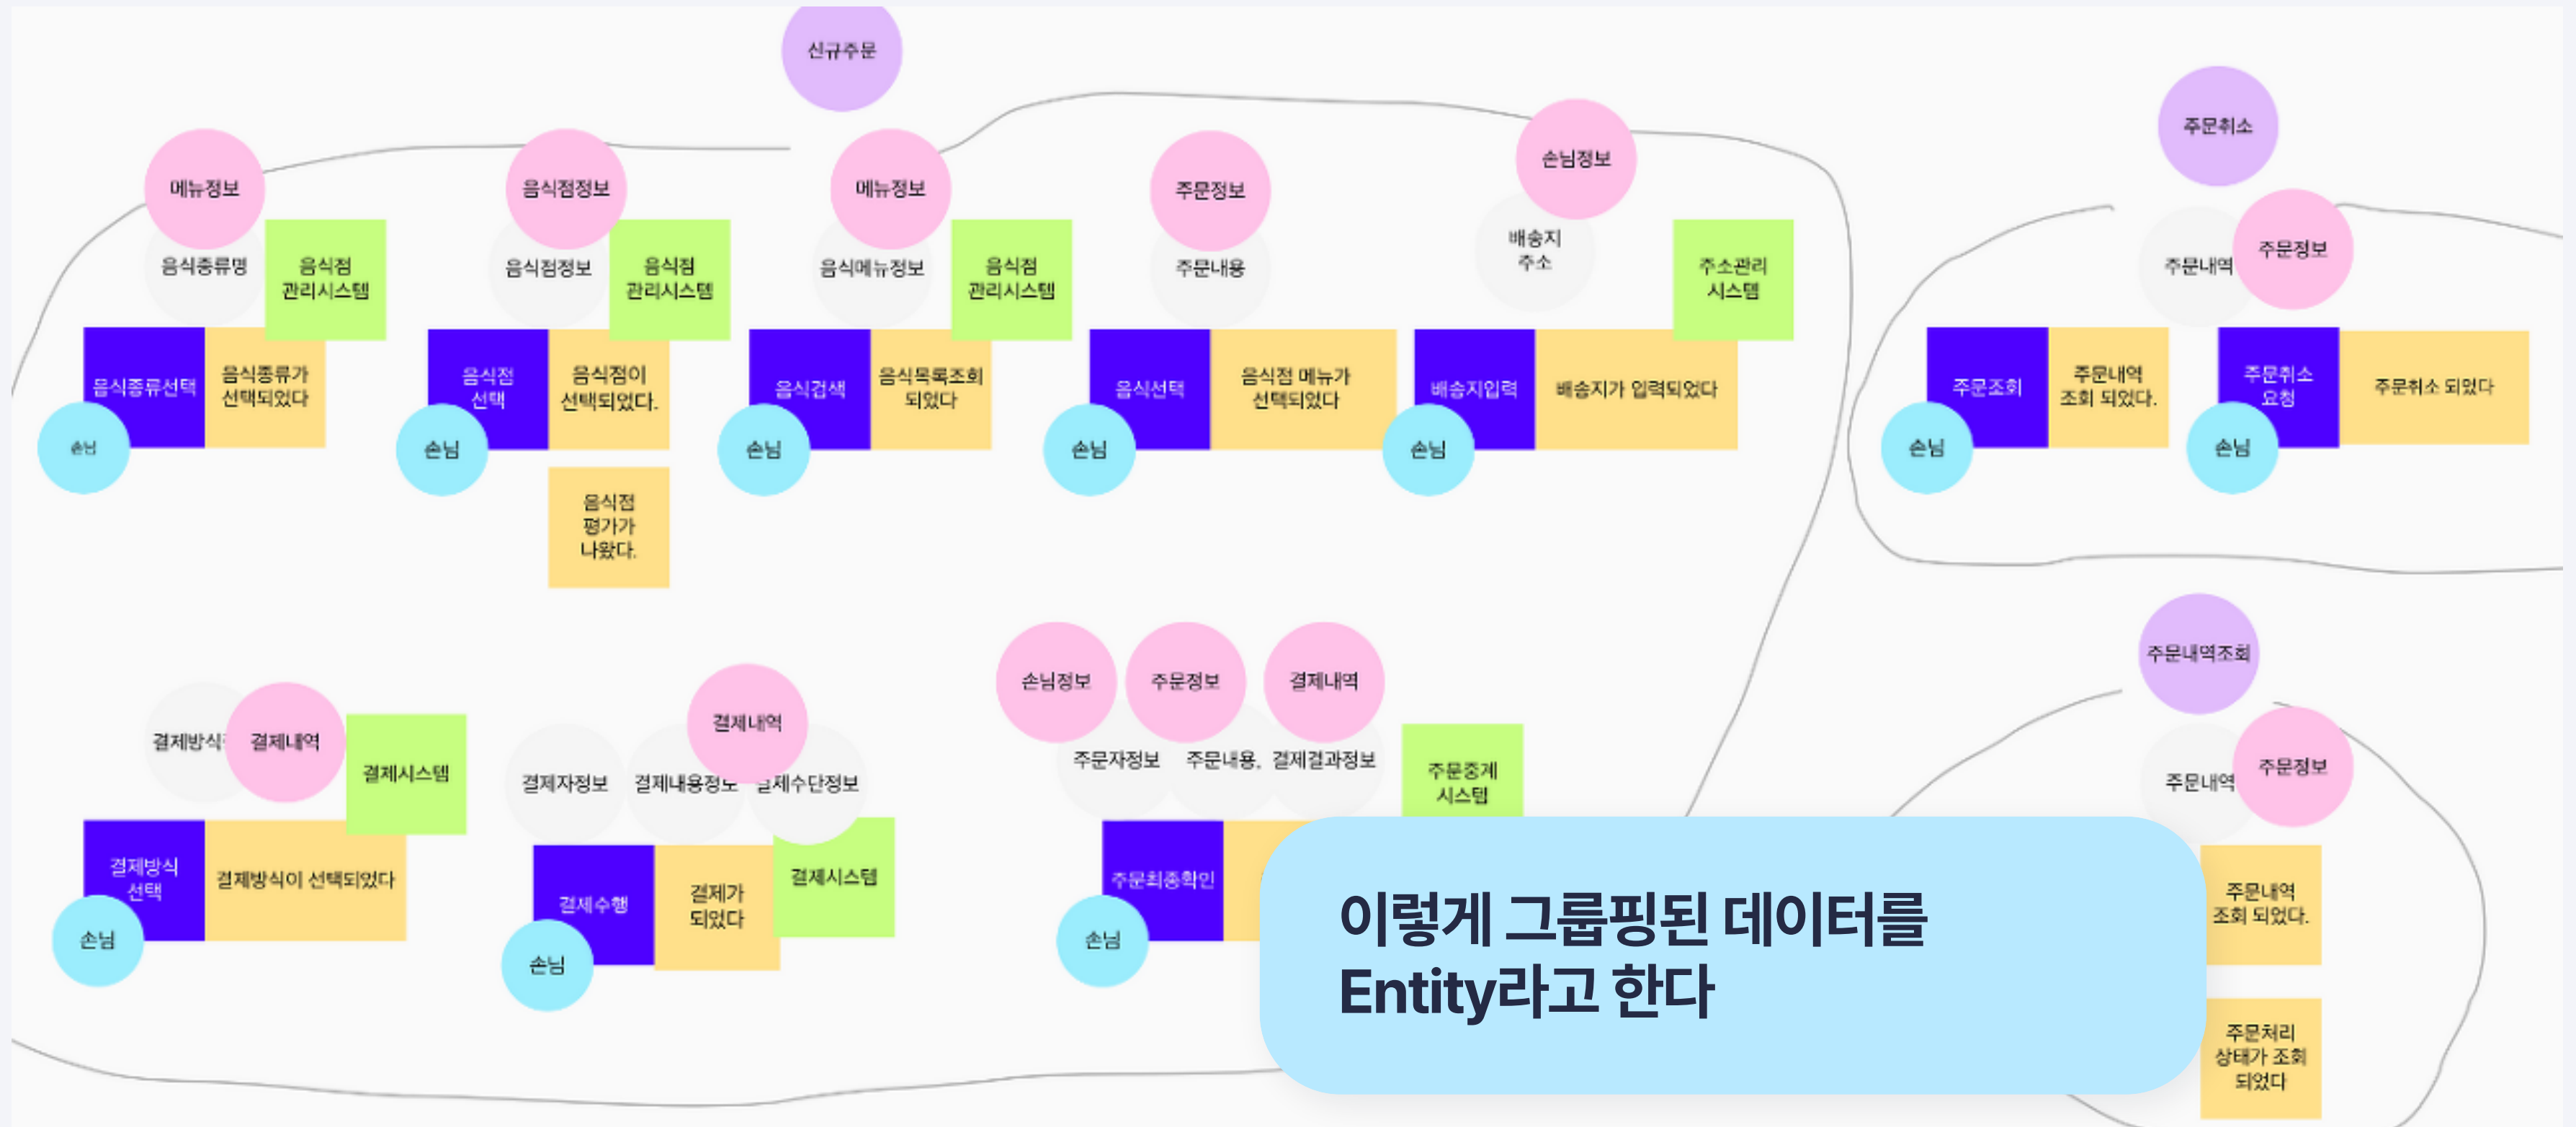 신규주문
메뉴정보
음식종류명
음식점
관리시스템
음식종류선택
음식종류가
선택되었다
손님
음식점정보
음식점정보
음식점
관리시스템
음식점
선택
음식점이
선택되었다.
손님
음식점
평가가
나왔다.
메뉴정보
음식메뉴정보
음식점
관리시스템
음식검색
음식목록조회
되었다
손님
주문정보
주문내용
음식선택
음식점 메뉴가
선택되었다
손님
손님정보
배송지
주소
주소관리
시스템
배송지입력
배송지가 입력되었다
손님
주문취소
주문내역
주문정보
주문조회
주문내역
조회 되었다.
손님
주문취소
요청
주문취소 되었다
손님
결제방식
결제내역
결제시스템
결제방식
선택
결제방식이 선택되었다
손님
결제내역
결제자정보
결제내용정보
결제수단정보
결제시스템
결제수행
결제가
되었다
손님
손님정보
주문정보
결제내역
주문자정보
주문내용,
결제결과정보
주문중계
시스템
주문최종확인
손님
주문내역조회
주문내역
주문정보
주문내역
조회 되었다.
주문처리
상태가 조회
되었다
이렇게 그룹핑된 데이터를
Entity라고 한다